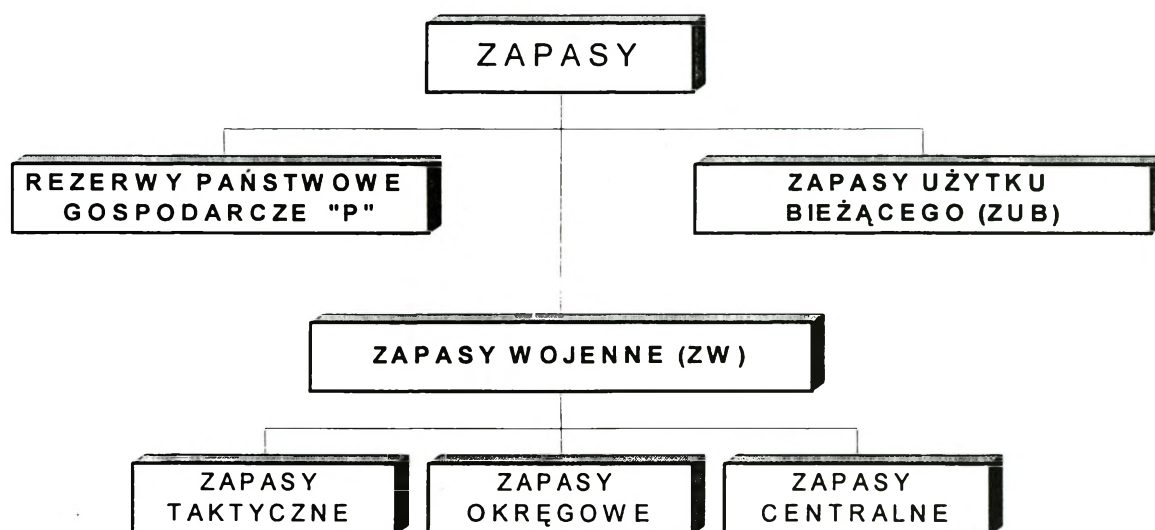 ZAPASY
REZERWY PAŃSTWOWE
GOSPODARCZE "P"
ZAPASY UŻYTKU
BIEŻĄCEGO (ZUB)
ZAPASY WOJENNE (ZW)
ZAPASY
TAKTYCZNE
ZAPASY
OKRĘGOWE
ZAPASY
CENTRALNE